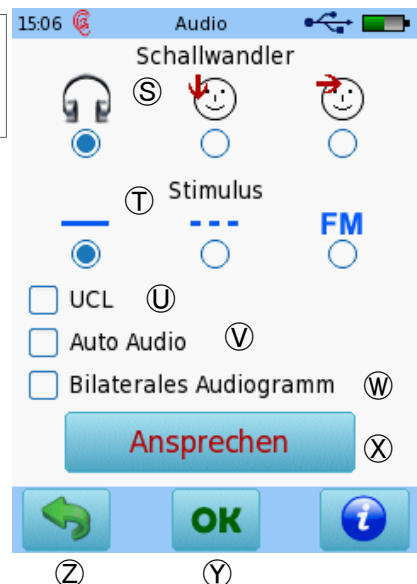 15:06 Audio
Schallwandler
Ⓢ
Ⓣ Stimulus
FM
UCL Ⓤ
Auto Audio Ⓥ
Bilaterales Audiogramm Ⓦ
Ansprechen Ⓧ
OK i
Ⓩ Ⓨ